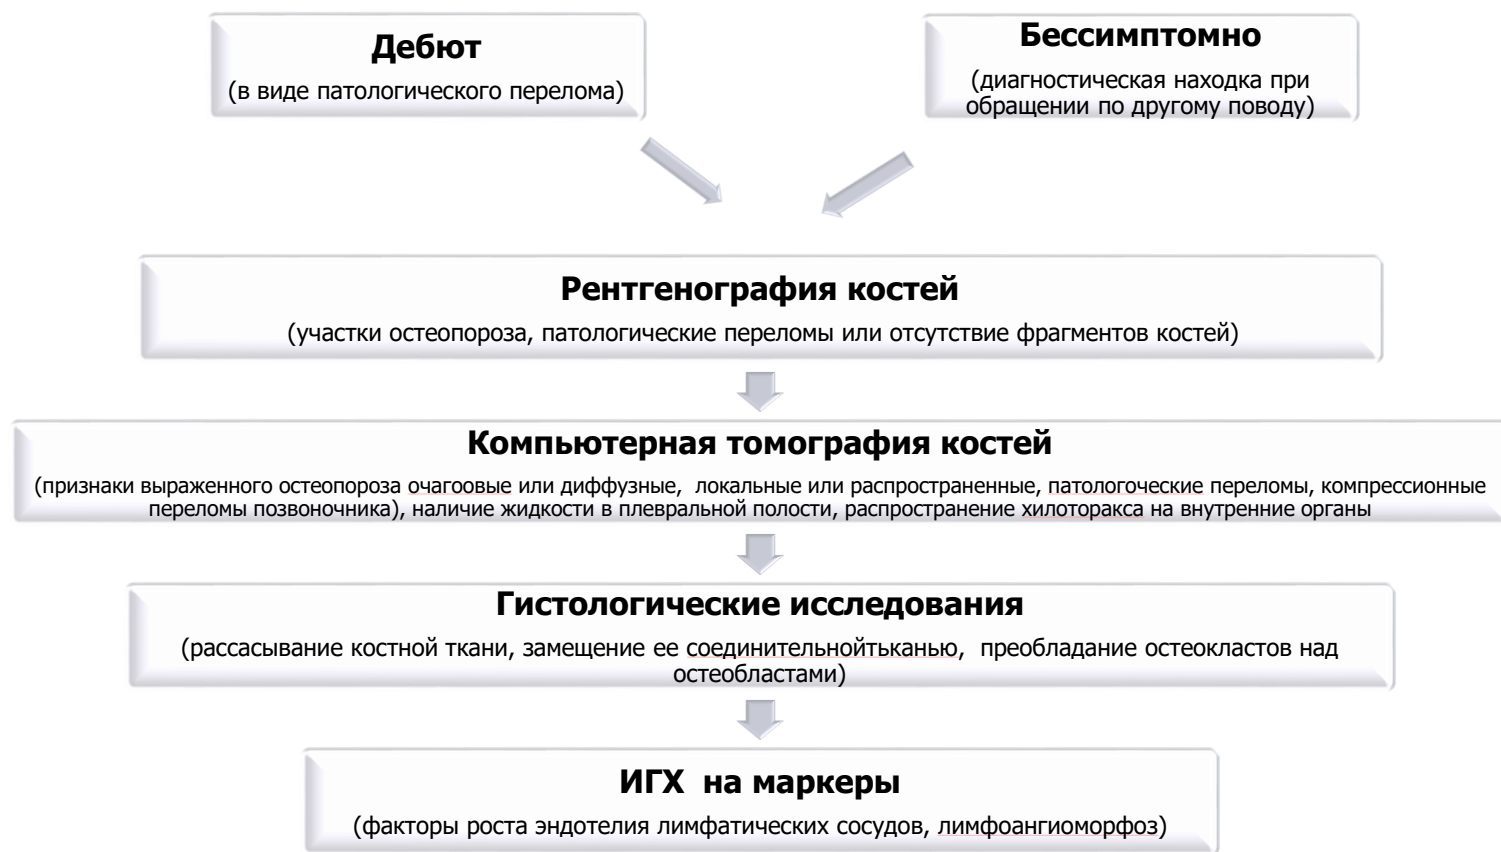 Дебют
(в виде патологического перелома)
Бессимптомно
(диагностическая находка при
обращении по другому поводу)
Рентгенография костей
(участки остеопороза, патологические переломы или отсутствие фрагментов костей)
Компьютерная томография костей
(признаки выраженного остеопороза очагоовые или диффузные, локальные или распространенные, патологоческие переломы, компрессионные
переломы позвоночника), наличие жидкости в плевральной полости, распространение хилоторакса на внутренние органы
Гистологические исследования
(рассасывание костной ткани, замещение ее соединительнойтьканью, преобладание остеокластов над
остеобластами)
ИГХ на маркеры
(факторы роста эндотелия лимфатических сосудов, лимфоангиоморфоз)